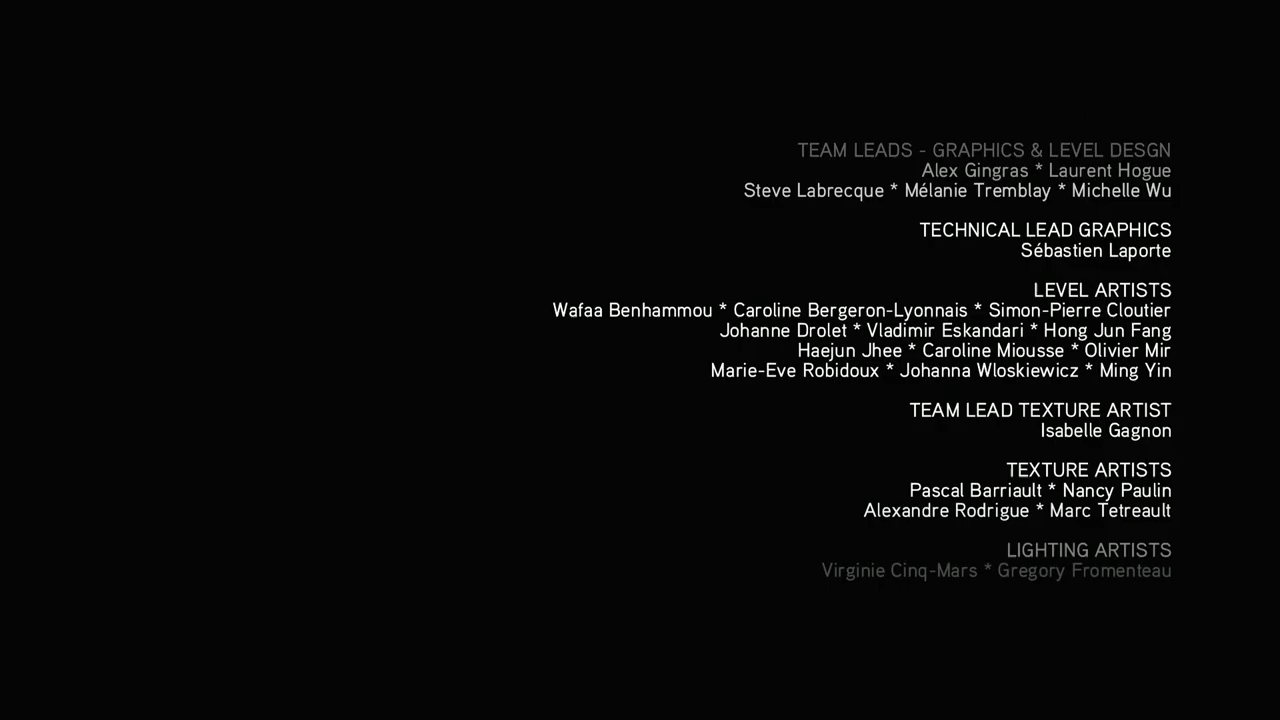 TEAM LEADS - GRAPHICS & LEVEL DESGN
Alex Gingras * Laurent Hogue
Steve Labrecque * Mélanie Tremblay * Michelle Wu
TECHNICAL LEAD GRAPHICS
Sébastien Laporte
LEVEL ARTISTS
Wafaa Benhammou * Caroline Bergeron-Lyonnais * Simon-Pierre Cloutier
Johanne Drolet * Vladimir Eskandari * Hong Jun Fang
Haejun Jhee * Caroline Miousse * Olivier Mir
Marie-Eve Robidoux * Johanna Wloskiewicz * Ming Yin
TEAM LEAD TEXTURE ARTIST
Isabelle Gagnon
TEXTURE ARTISTS
Pascal Barriault * Nancy Paulin
Alexandre Rodrigue * Marc Tetreault
LIGHTING ARTISTS
Virginie Cinq-Mars * Gregory Fromenteau